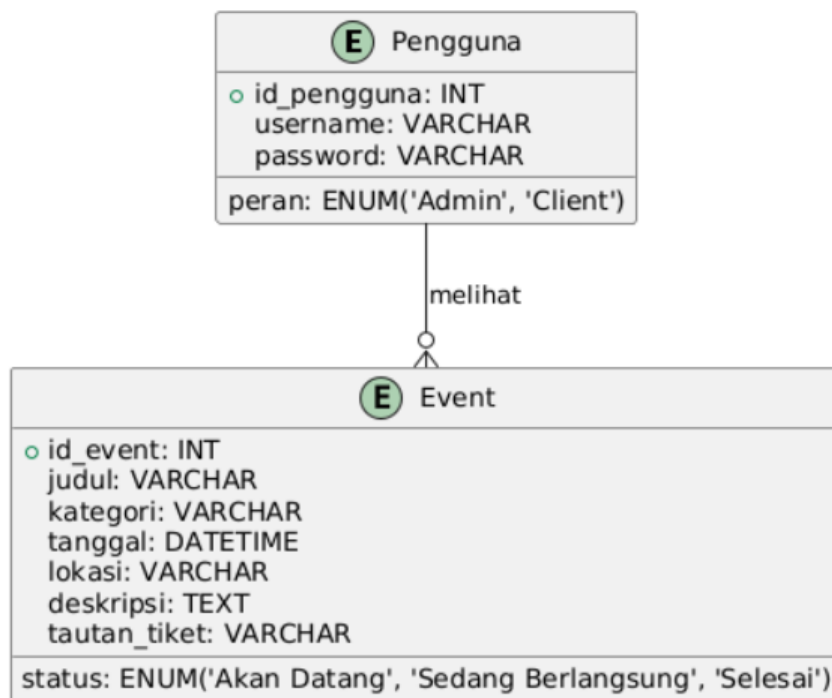 E Pengguna
id_pengguna: INT
username: VARCHAR
password: VARCHAR
peran: ENUM('Admin', 'Client')
melihat
E Event
id_event: INT
judul: VARCHAR
kategori: VARCHAR
tanggal: DATETIME
lokasi: VARCHAR
deskripsi: TEXT
tautan_tiket: VARCHAR
status: ENUM('Akan Datang', 'Sedang Berlangsung', 'Selesai')